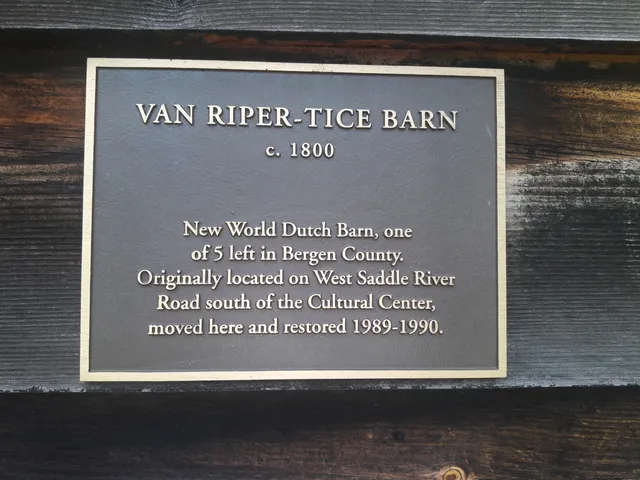 VAN RIPER-TICE BARN
c. 1800
New World Dutch Barn, one
of 5 left in Bergen County.
Originally located on West Saddle River
Road south of the Cultural Center,
moved here and restored 1989-1990.